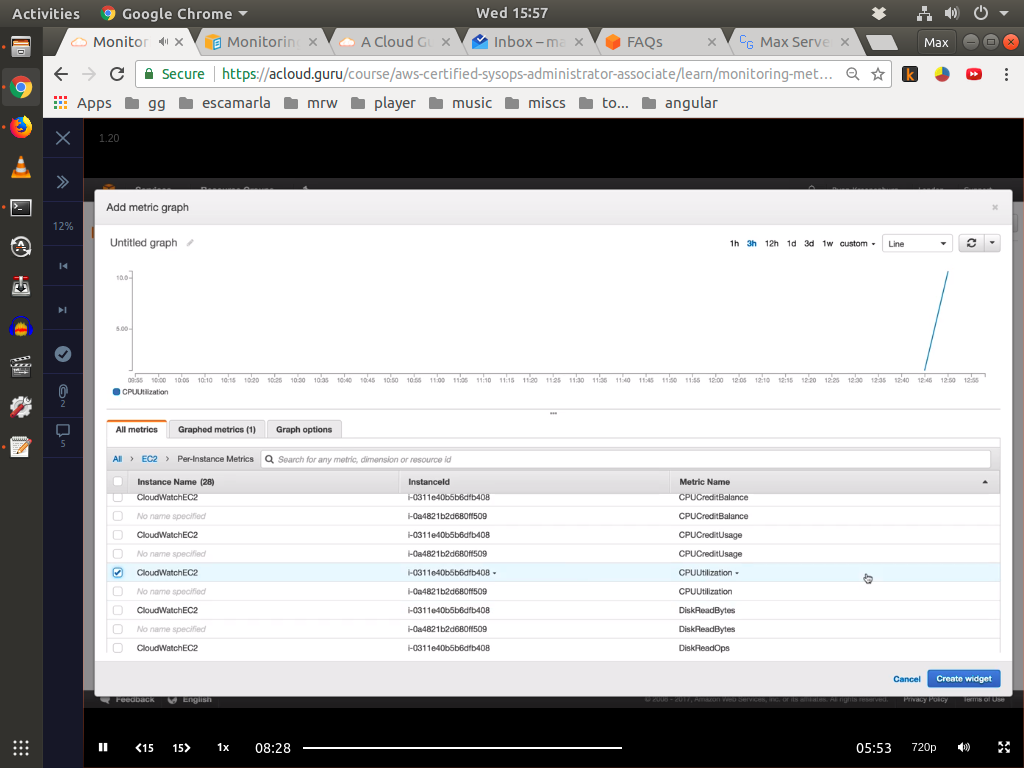 Activities Google Chrome Wed 15:57
Monitor Monitorin A Cloud Gu Inbox – ma FAQs Max Serve Max
Secure https://acloud.guru/course/aws-certified-sysops-administrator-associate/learn/monitoring-met...
Apps gg escamarla mrw player music miscs to... angular
1.20
12%
2
5
Add metric graph
Untitled graph 1h 3h 12h 1d 3d 1w custom Line
10.0
5.00
09:55 10:00 10:05 10:10 10:15 10:20 10:25 10:30 10:35 10:40 10:45 10:50 10:55 11:00 11:05 11:10 11:15 11:20 11:25 11:30 11:35 11:40 11:45 11:50 11:55 12:00 12:05 12:10 12:15 12:20 12:25 12:30 12:35 12:40 12:45 12:50 12:55
CPUUtilization
All metrics Graphed metrics (1) Graph options
All > EC2 > Per-Instance Metrics Search for any metric, dimension or resource id
Instance Name (28) InstanceId Metric Name
CloudWatchEC2 i-0311e40b5b6dfb408 CPUCreditBalance
No name specified i-0a4821b2d680ff509 CPUCreditBalance
CloudWatchEC2 i-0311e40b5b6dfb408 CPUCreditUsage
No name specified i-0a4821b2d680ff509 CPUCreditUsage
CloudWatchEC2 i-0311e40b5b6dfb408 CPUUtilization
No name specified i-0a4821b2d680ff509 CPUUtilization
CloudWatchEC2 i-0311e40b5b6dfb408 DiskReadBytes
No name specified i-0a4821b2d680ff509 DiskReadBytes
CloudWatchEC2 i-0311e40b5b6dfb408 DiskReadOps
Cancel Create widget
Feedback English Privacy Policy Terms of Use
15 15 1x 08:28 05:53 720p